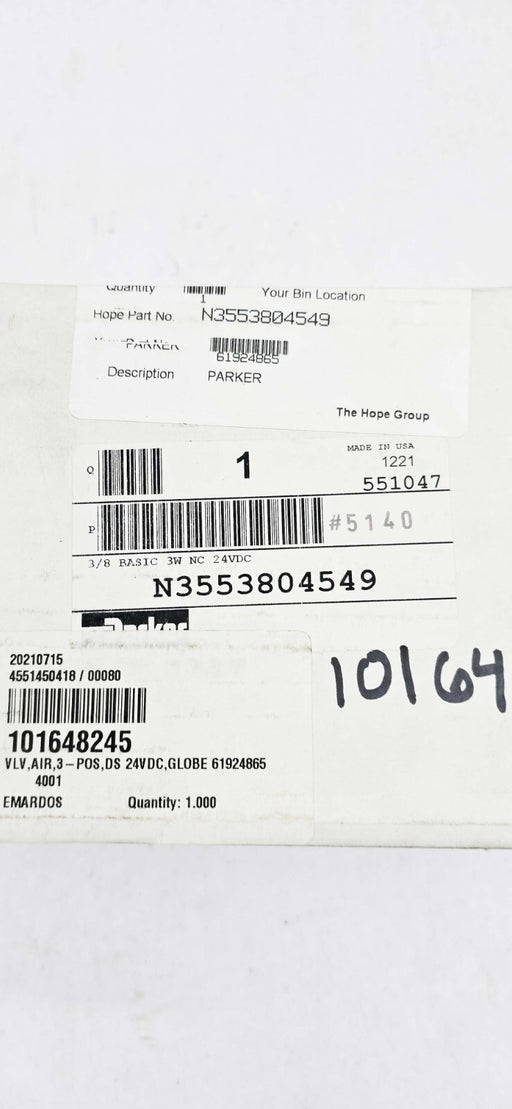 Quantity 1 Your Bin Location
Hope Part No. N3553804549
PARKER 61924865
Description PARKER
The Hope Group
Q 1 MADE IN USA
1221
551047
P #5140
3/8 BASIC 3W NC 24VDC
N3553804549
Parker
20210715
4551450418 / 00080
101648245
VLV,AIR,3-POS,DS 24VDC,GLOBE 61924865
4001
EMARDOS Quantity: 1.000
10164